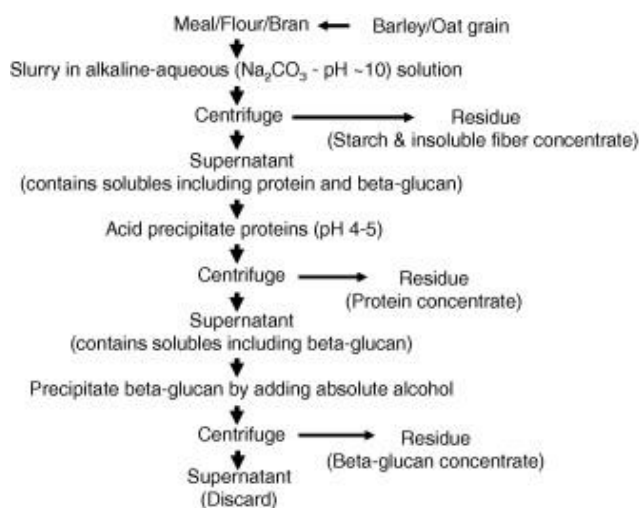 Meal/Flour/Bran
Barley/Oat grain
Slurry in alkaline-aqueous (Na₂CO₃ - pH ~10) solution
Centrifuge
Residue
(Starch & insoluble fiber concentrate)
Supernatant
(contains solubles including protein and beta-glucan)
Acid precipitate proteins (pH 4-5)
Centrifuge
Residue
(Protein concentrate)
Supernatant
(contains solubles including beta-glucan)
Precipitate beta-glucan by adding absolute alcohol
Centrifuge
Residue
(Beta-glucan concentrate)
Supernatant
(Discard)